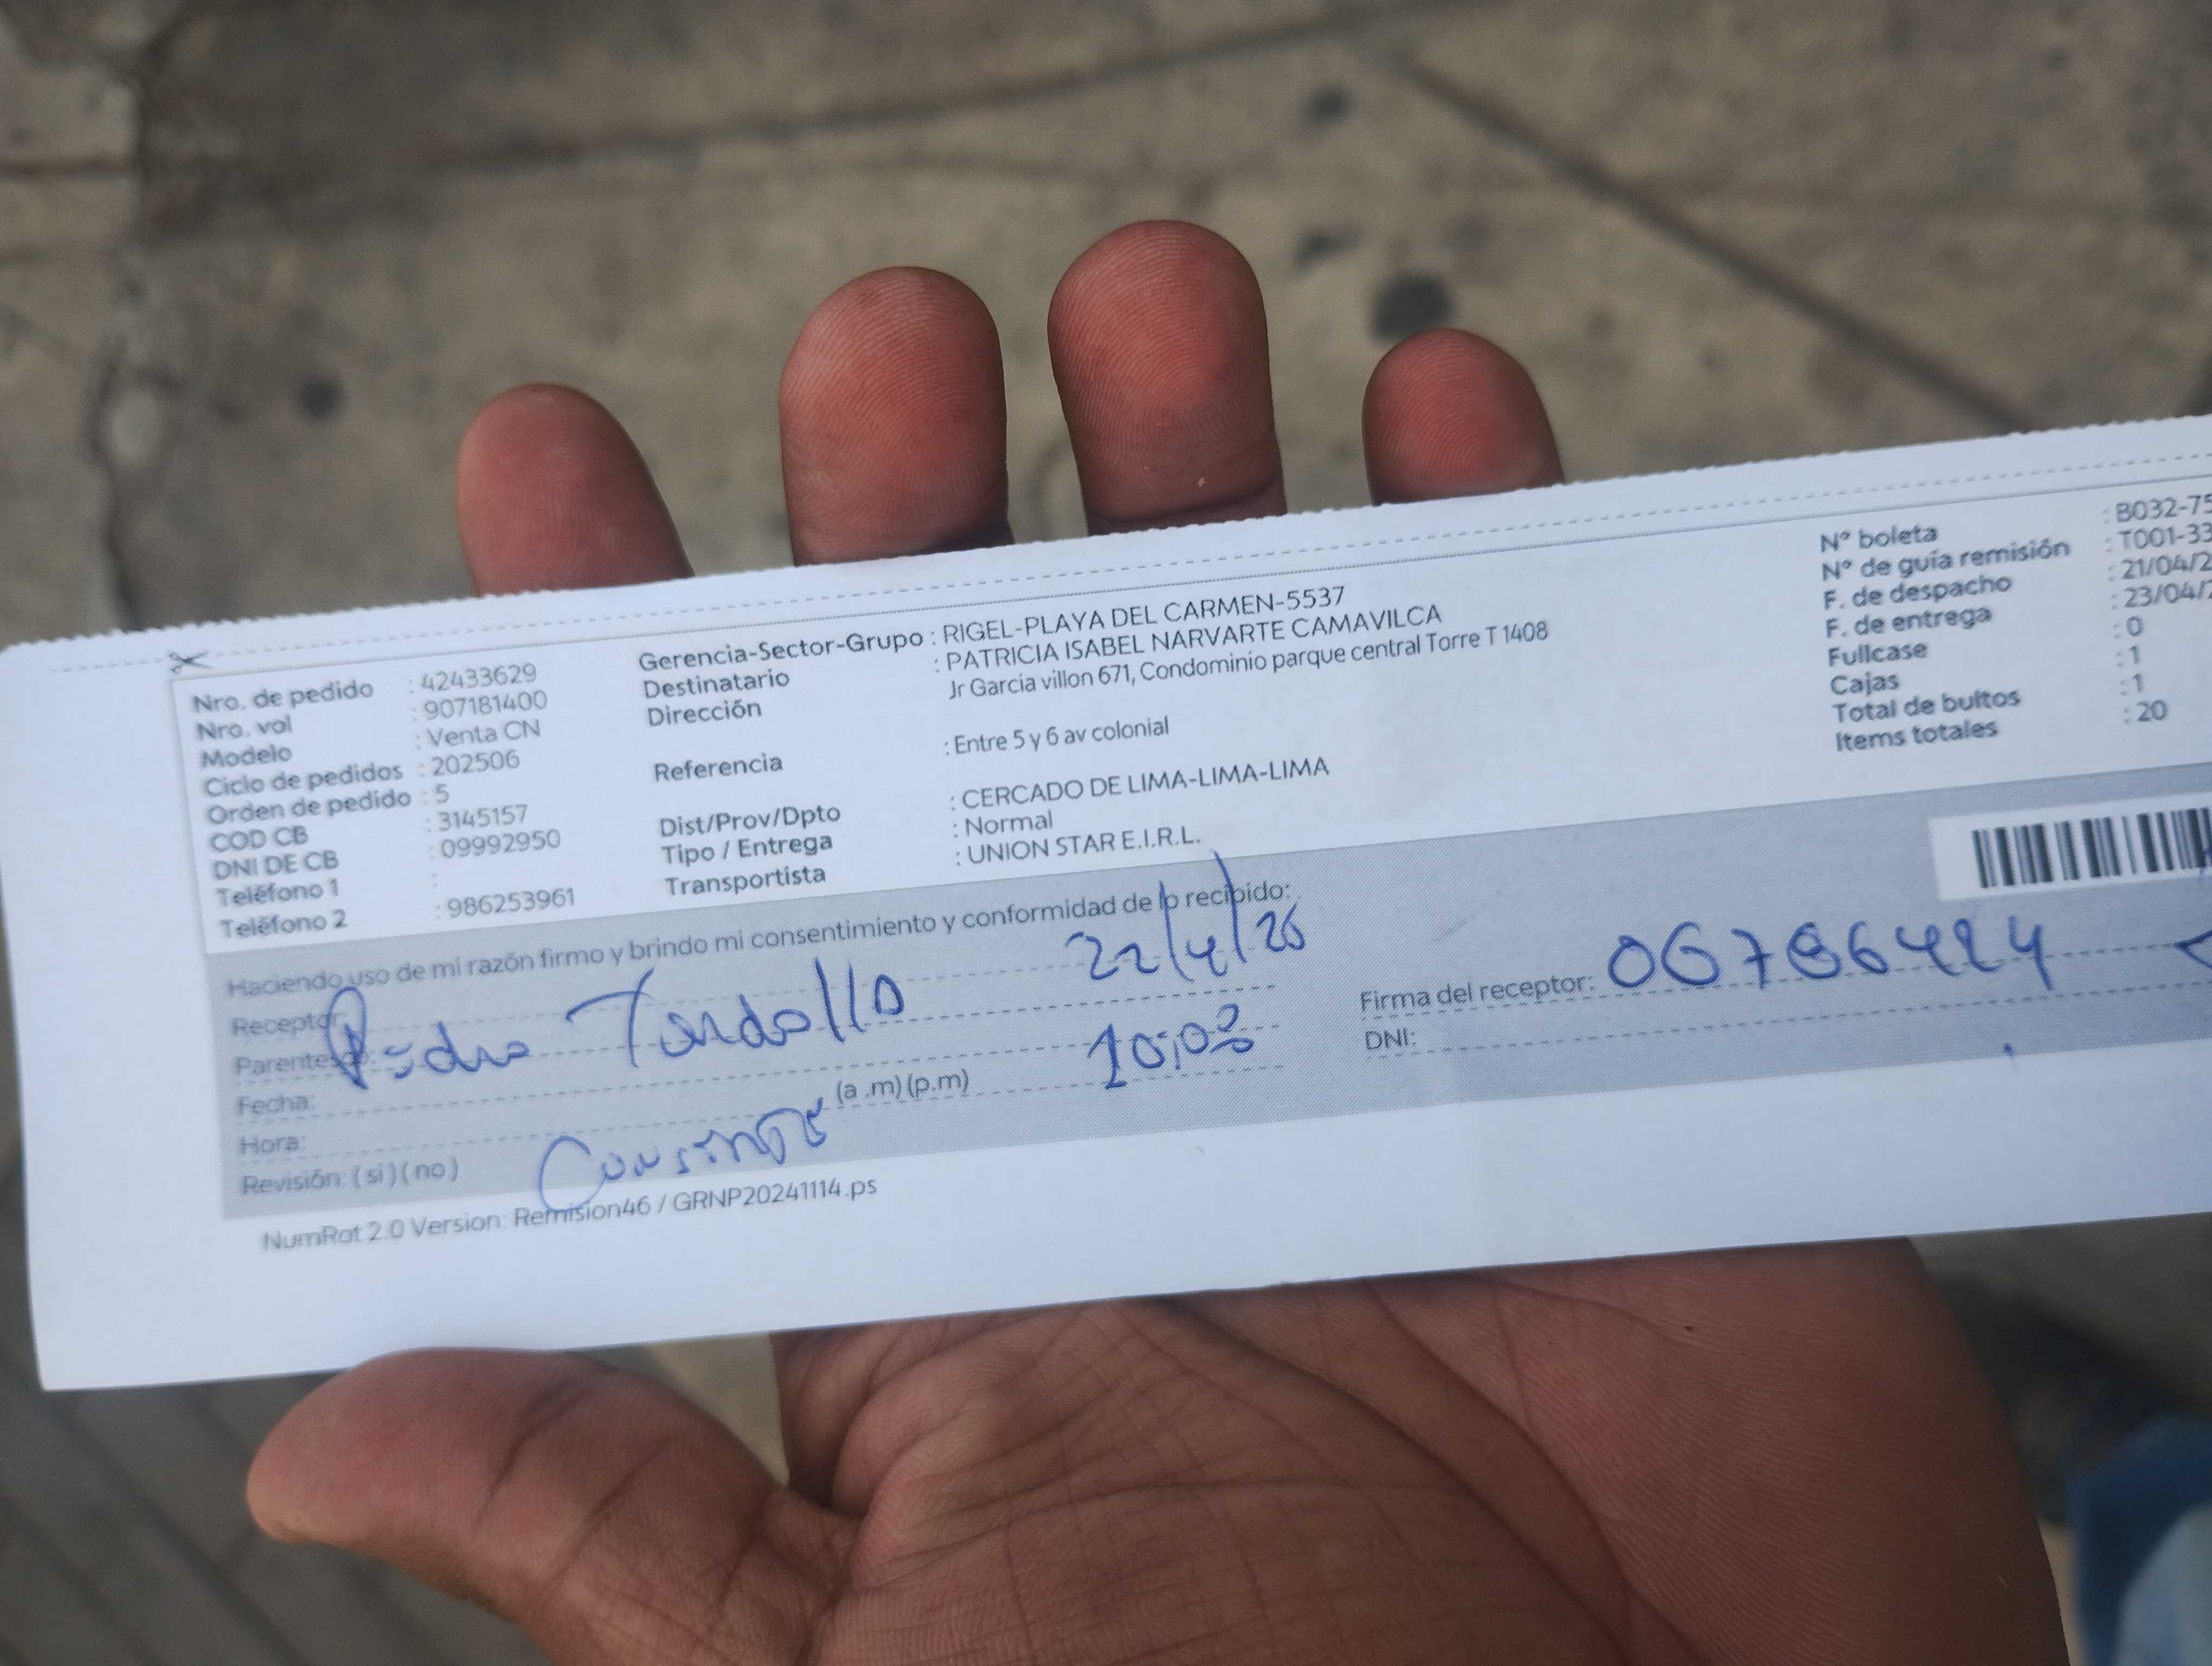 Nro. de pedido : 42433629
Nro. vol : 907181400
Modelo : Venta CN
Ciclo de pedidos : 202506
Orden de pedido : 5
COD CB : 3145157
DNI DE CB : 09992950
Teléfono 1 :
Teléfono 2 : 986253961
Gerencia-Sector-Grupo : RIGEL-PLAYA DEL CARMEN-5537
Destinatario : PATRICIA ISABEL NARVARTE CAMAVILCA
Dirección Jr Garcia villon 671, Condominio parque central Torre T 1408
Referencia : Entre 5 y 6 av colonial
Dist/Prov/Dpto : CERCADO DE LIMA-LIMA-LIMA
Tipo / Entrega : Normal
Transportista : UNION STAR E.I.R.L.
Nº boleta : B032-75
Nº de guía remisión : T001-33
F. de despacho : 21/04/2
F. de entrega : 23/04/2
Fullcase : 0
Cajas : 1
Total de bultos : 1
Items totales : 20
Haciendo uso de mi razón firmo y brindo mi consentimiento y conformidad de lo recibido:
Receptor:
Parentesco: Pedro
Fecha: 22/4/26
Hora: (a .m) (p.m) 10:08
Revisión: ( si ) ( no )
Firma del receptor: 06786424
DNI:
NumRot 2.0 Version: Remision46 / GRNP20241114.ps